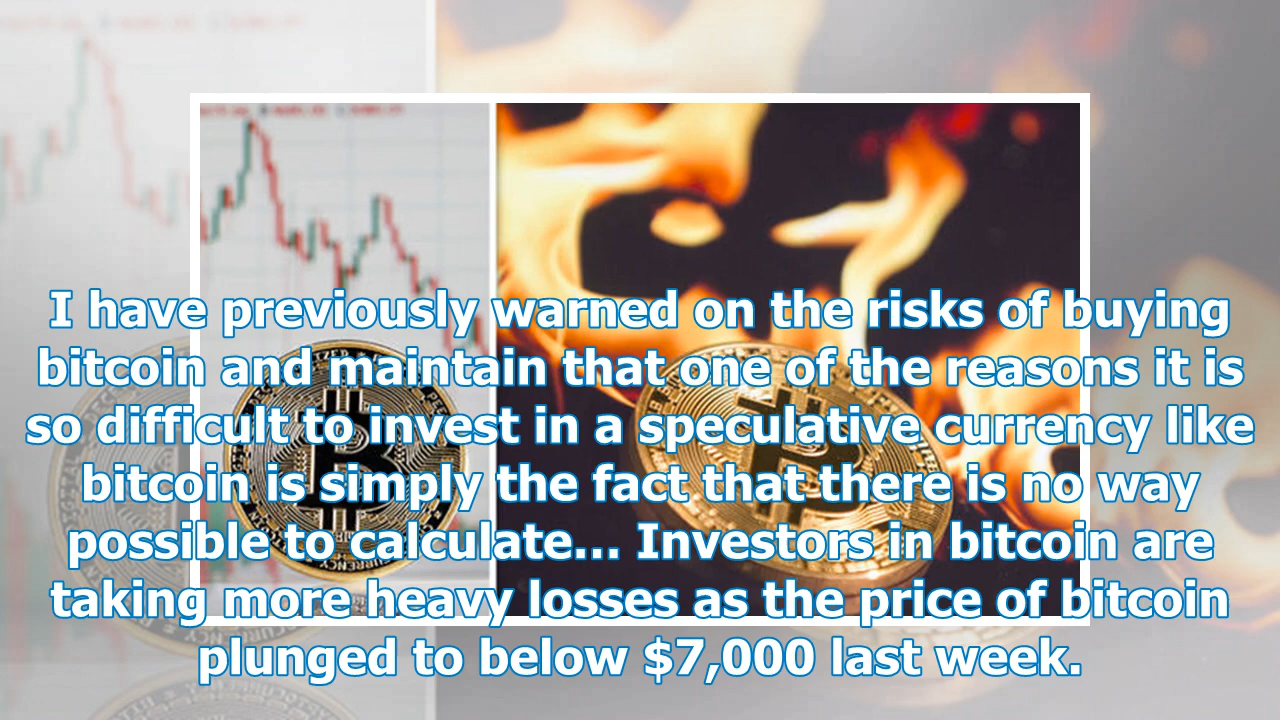 I have previously warned on the risks of buying
bitcoin and maintain that one of the reasons it is
so difficult to invest in a speculative currency like
bitcoin is simply the fact that there is no way
possible to calculate... Investors in bitcoin are
taking more heavy losses as the price of bitcoin
plunged to below $7,000 last week.